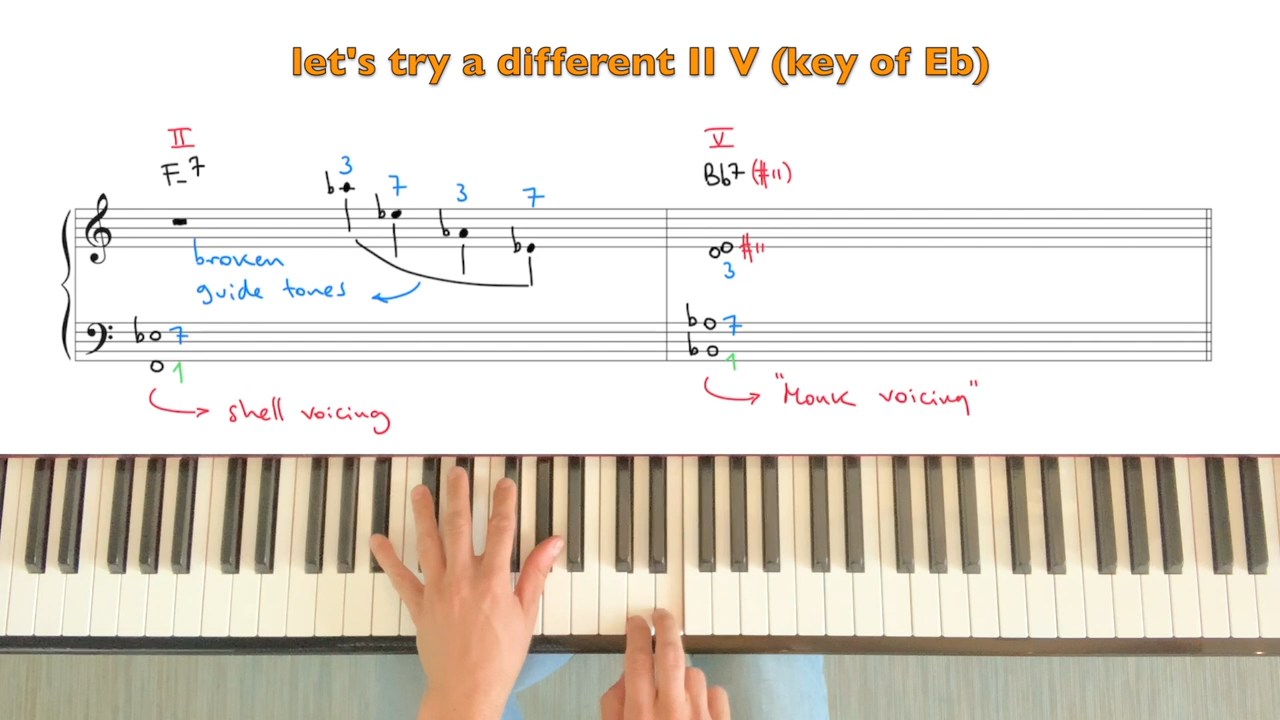 let's try a different II V (key of Eb)
II
V
F-7
Bb7 (#11)
3
7
3
7
broken
guide tones
#11
3
7
1
7
1
shell voicing
"Monk voicing"